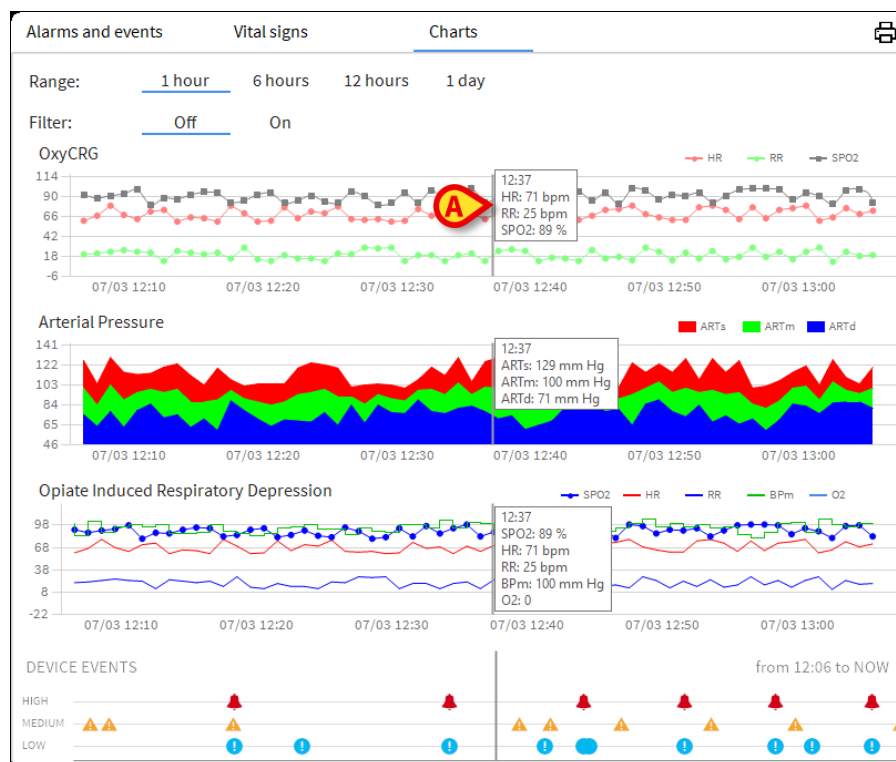 Alarms and events Vital signs Charts
Range: 1 hour 6 hours 12 hours 1 day
Filter: Off On
OxyCRG
HR RR SPO2
114
90
66
42
18
-6
12:37
HR: 71 bpm
RR: 25 bpm
SPO2: 89 %
A
07/03 12:10 07/03 12:20 07/03 12:30 07/03 12:40 07/03 12:50 07/03 13:00
Arterial Pressure
ARTs ARTm ARTd
141
122
103
84
65
46
12:37
ARTs: 129 mm Hg
ARTm: 100 mm Hg
ARTd: 71 mm Hg
07/03 12:10 07/03 12:20 07/03 12:30 07/03 12:40 07/03 12:50 07/03 13:00
Opiate Induced Respiratory Depression
SPO2 HR RR BPm O2
98
68
38
8
-22
12:37
SPO2: 89 %
HR: 71 bpm
RR: 25 bpm
BPm: 100 mm Hg
O2: 0
07/03 12:10 07/03 12:20 07/03 12:30 07/03 12:40 07/03 12:50 07/03 13:00
DEVICE EVENTS from 12:06 to NOW
HIGH
MEDIUM
LOW